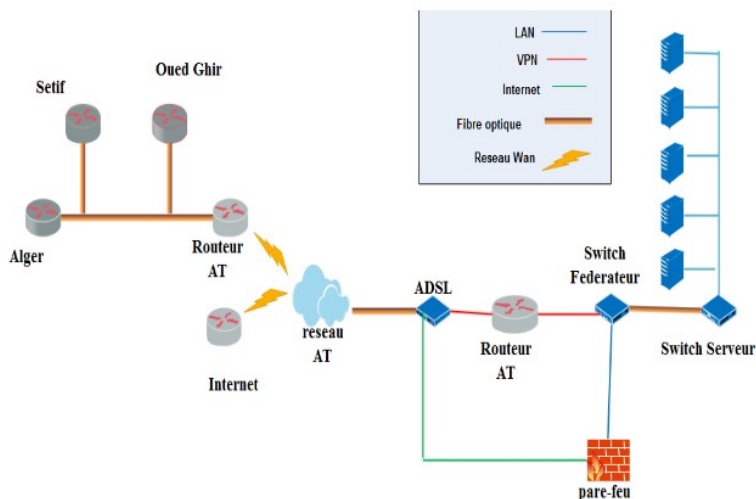 Oued Ghir
Setif
Alger
Routeur
AT
Internet
reseau
AT
ADSL
Routeur
AT
Switch
Federateur
Switch Serveur
pare-feu
LAN
VPN
Internet
Fibre optique
Reseau Wan